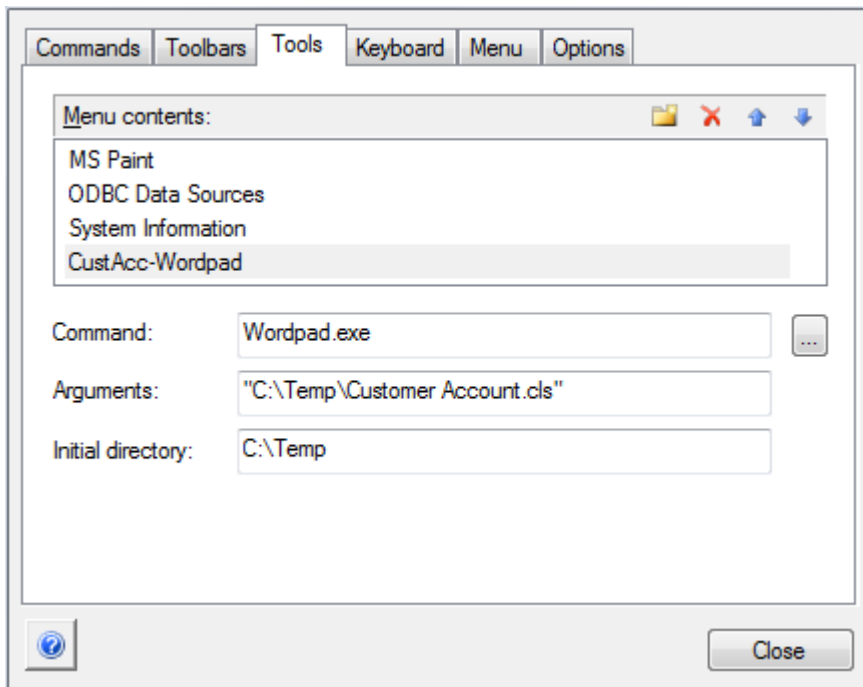 Commands Toolbars Tools Keyboard Menu Options
Menu contents:
MS Paint
ODBC Data Sources
System Information
CustAcc-Wordpad
Command: Wordpad.exe ...
Arguments: "C:\Temp\Customer Account.cls"
Initial directory: C:\Temp
?
Close